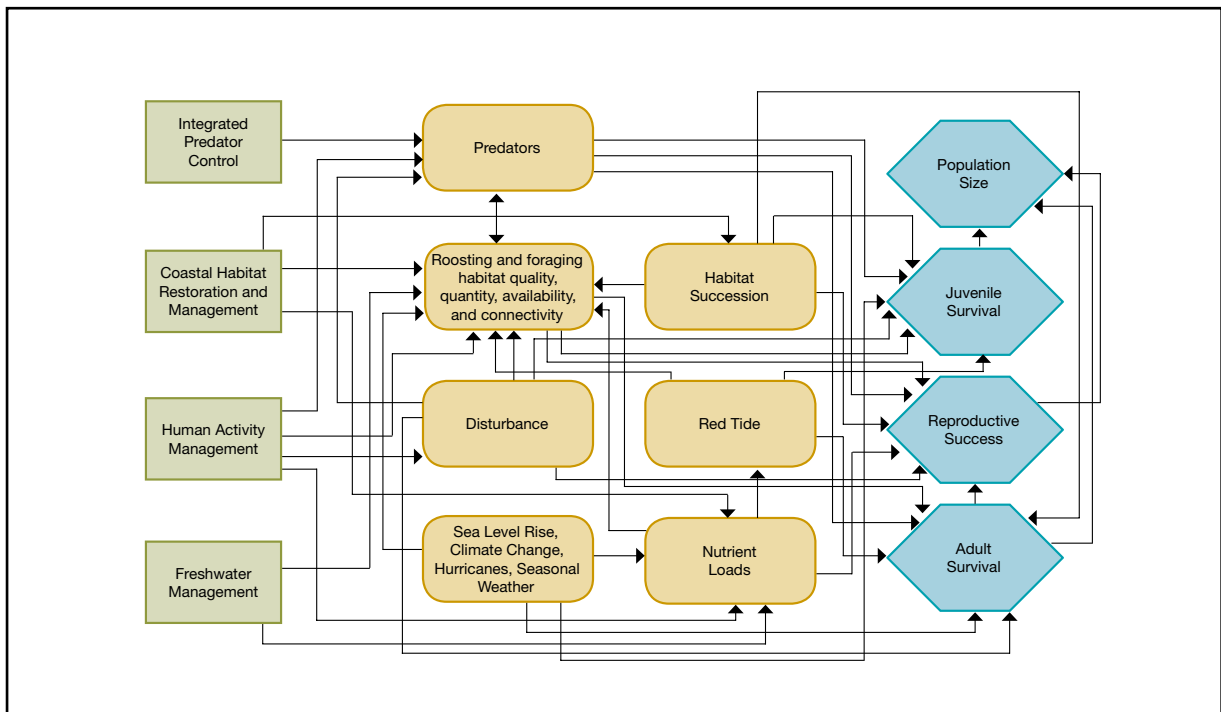 Integrated
Predator
Control
Predators
Population
Size
Coastal Habitat
Restoration and
Management
Roosting and foraging
habitat quality,
quantity, availability,
and connectivity
Habitat
Succession
Juvenile
Survival
Human Activity
Management
Disturbance
Red Tide
Reproductive
Success
Freshwater
Management
Sea Level Rise,
Climate Change,
Hurricanes, Seasonal
Weather
Nutrient
Loads
Adult
Survival